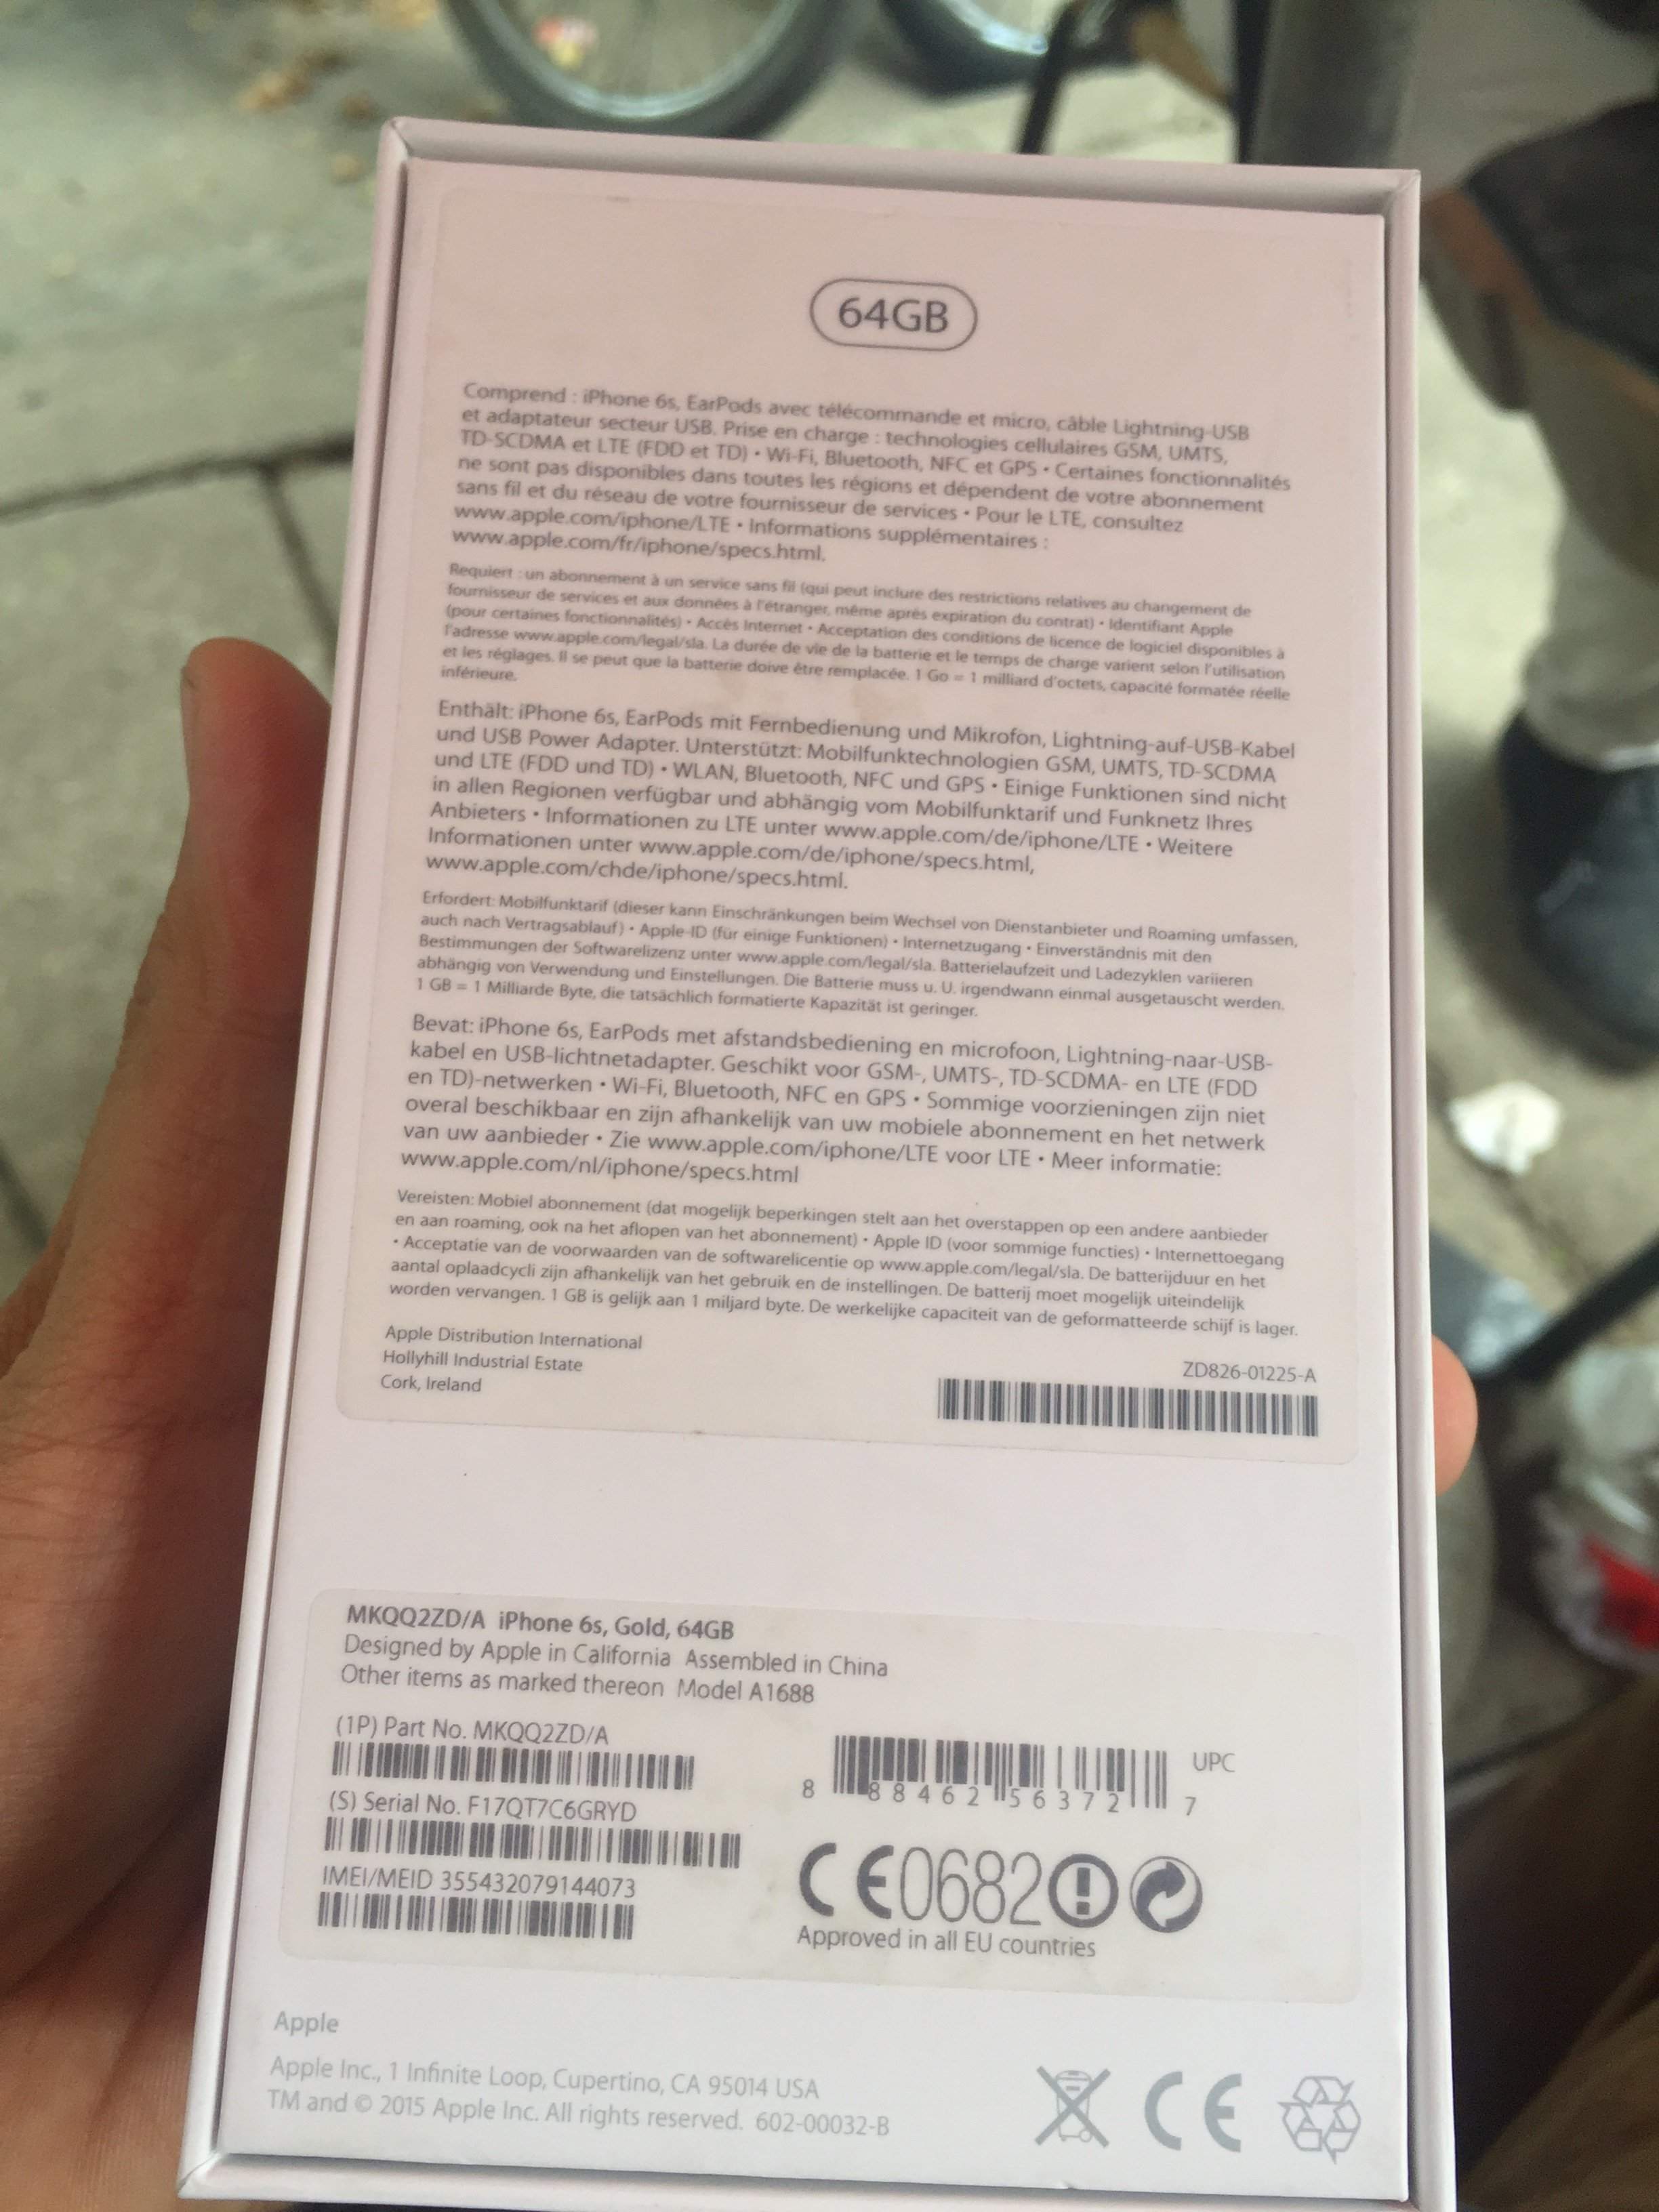 64GB
Comprend : iPhone 6s, EarPods avec télécommande et micro, câble Lightning-USB
et adaptateur secteur USB. Prise en charge : technologies cellulaires GSM, UMTS,
TD-SCDMA et LTE (FDD et TD) • Wi-Fi, Bluetooth, NFC et GPS • Certaines fonctionnalités
ne sont pas disponibles dans toutes les régions et dépendent de votre abonnement
sans fil et du réseau de votre fournisseur de services • Pour le LTE, consultez
www.apple.com/iphone/LTE • Informations supplémentaires :
www.apple.com/fr/iphone/specs.html.
Requiert : un abonnement à un service sans fil (qui peut inclure des restrictions relatives au changement de
fournisseur de services et aux données à l'étranger, même après expiration du contrat) • Identifiant Apple
(pour certaines fonctionnalités) • Accès Internet • Acceptation des conditions de licence de logiciel disponibles à
l'adresse www.apple.com/legal/sla. La durée de vie de la batterie et le temps de charge varient selon l'utilisation
et les réglages. Il se peut que la batterie doive être remplacée. 1 Go = 1 milliard d'octets, capacité formatée réelle
inférieure.
Enthält: iPhone 6s, EarPods mit Fernbedienung und Mikrofon, Lightning-auf-USB-Kabel
und USB Power Adapter. Unterstützt: Mobilfunktechnologien GSM, UMTS, TD-SCDMA
und LTE (FDD und TD) • WLAN, Bluetooth, NFC und GPS • Einige Funktionen sind nicht
in allen Regionen verfügbar und abhängig vom Mobilfunktarif und Funknetz Ihres
Anbieters • Informationen zu LTE unter www.apple.com/de/iphone/LTE • Weitere
Informationen unter www.apple.com/de/iphone/specs.html,
www.apple.com/chde/iphone/specs.html.
Erfordert: Mobilfunktarif (dieser kann Einschränkungen beim Wechsel von Dienstanbieter und Roaming umfassen,
auch nach Vertragsablauf) • Apple-ID (für einige Funktionen) • Internetzugang • Einverständnis mit den
Bestimmungen der Softwarelizenz unter www.apple.com/legal/sla. Batterielaufzeit und Ladezyklen variieren
abhängig von Verwendung und Einstellungen. Die Batterie muss u. U. irgendwann einmal ausgetauscht werden.
1 GB = 1 Milliarde Byte, die tatsächlich formatierte Kapazität ist geringer.
Bevat: iPhone 6s, EarPods met afstandsbediening en microfoon, Lightning-naar-USB-
kabel en USB-lichtnetadapter. Geschikt voor GSM-, UMTS-, TD-SCDMA- en LTE (FDD
en TD)-netwerken • Wi-Fi, Bluetooth, NFC en GPS • Sommige voorzieningen zijn niet
overal beschikbaar en zijn afhankelijk van uw mobiele abonnement en het netwerk
van uw aanbieder • Zie www.apple.com/iphone/LTE voor LTE • Meer informatie:
www.apple.com/nl/iphone/specs.html
Vereisten: Mobiel abonnement (dat mogelijk beperkingen stelt aan het overstappen op een andere aanbieder
en aan roaming, ook na het aflopen van het abonnement) • Apple ID (voor sommige functies) • Internettoegang
• Acceptatie van de voorwaarden van de softwarelicentie op www.apple.com/legal/sla. De batterijduur en het
aantal oplaadcycli zijn afhankelijk van het gebruik en de instellingen. De batterij moet mogelijk uiteindelijk
worden vervangen. 1 GB is gelijk aan 1 miljard byte. De werkelijke capaciteit van de geformatteerde schijf is lager.
Apple Distribution International
Hollyhill Industrial Estate
Cork, Ireland
ZD826-01225-A
MKQQ2ZD/A iPhone 6s, Gold, 64GB
Designed by Apple in California Assembled in China
Other items as marked thereon Model A1688
(1P) Part No. MKQQ2ZD/A
(S) Serial No. F17QT7C6GRYD
IMEI/MEID 355432079144073
UPC
8 88462 56372 7
CE0682
Approved in all EU countries
Apple
Apple Inc., 1 Infinite Loop, Cupertino, CA 95014 USA
TM and © 2015 Apple Inc. All rights reserved. 602-00032-B
CE